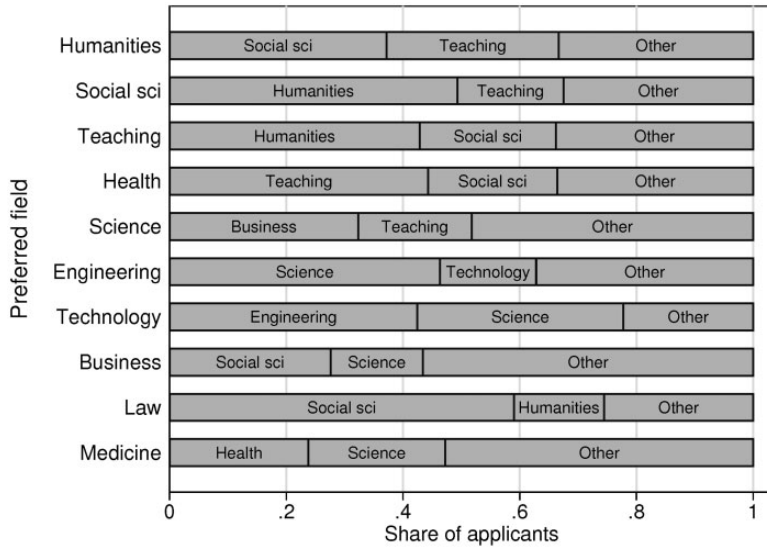 Preferred field
Humanities Social sci Teaching Other
Social sci Humanities Teaching Other
Teaching Humanities Social sci Other
Health Teaching Social sci Other
Science Business Teaching Other
Engineering Science Technology Other
Technology Engineering Science Other
Business Social sci Science Other
Law Social sci Humanities Other
Medicine Health Science Other
0 .2 .4 .6 .8 1
Share of applicants